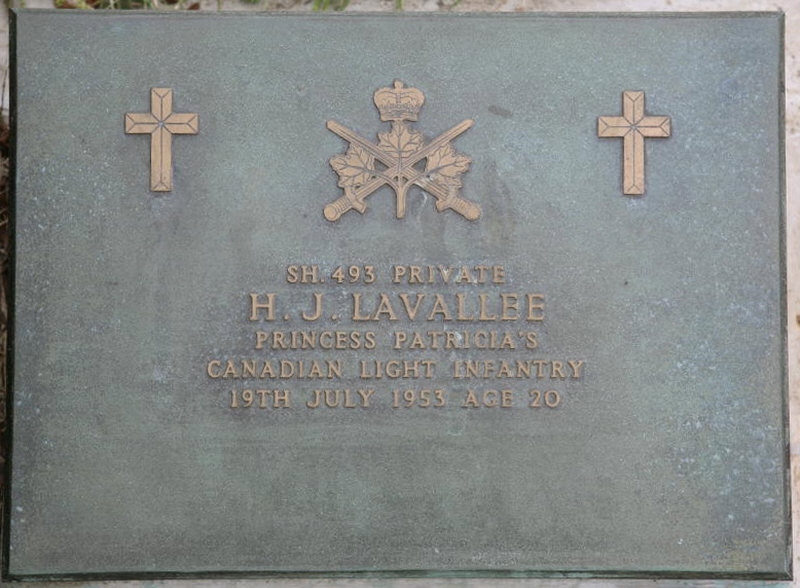 SH. 493 PRIVATE
H. J. LAVALLEE
PRINCESS PATRICIA'S
CANADIAN LIGHT INFANTRY
19TH JULY 1953 AGE 20